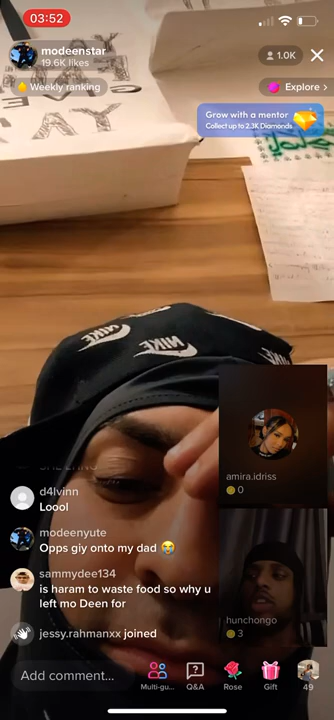 03:52
modeenstar
19.6K likes
1.0K
Weekly ranking
Explore >
Grow with a mentor
Collect up to 2.3K Diamonds
NIKE
NIKE
NIKE
amira.idriss
0
d4lvinn
Loool
modeenyute
Opps giy onto my dad 😭
sammydee134
is haram to waste food so why u
left mo Deen for
hunchongo
3
jessy.rahmanxx joined
Add comment...
Multi-gu...
Q&A
Rose
Gift
49